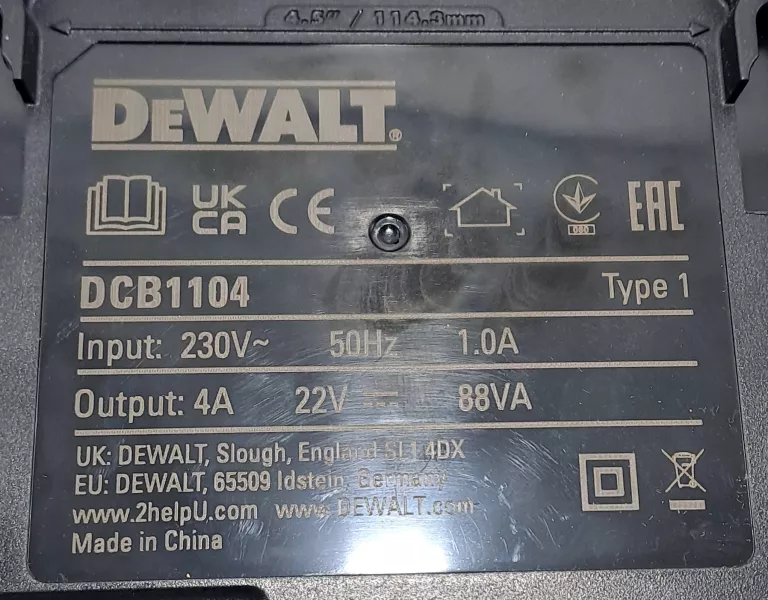 4.5" / 114.3mm
DEWALT®
UK CA CE EAC
000
DCB1104 Type 1
Input: 230V~ 50Hz 1.0A
Output: 4A 22V ⎓ 88VA
UK: DEWALT, Slough, England SL1 4DX
EU: DEWALT, 65509 Idstein, Germany
www.2helpU.com www.DEWALT.com
Made in China